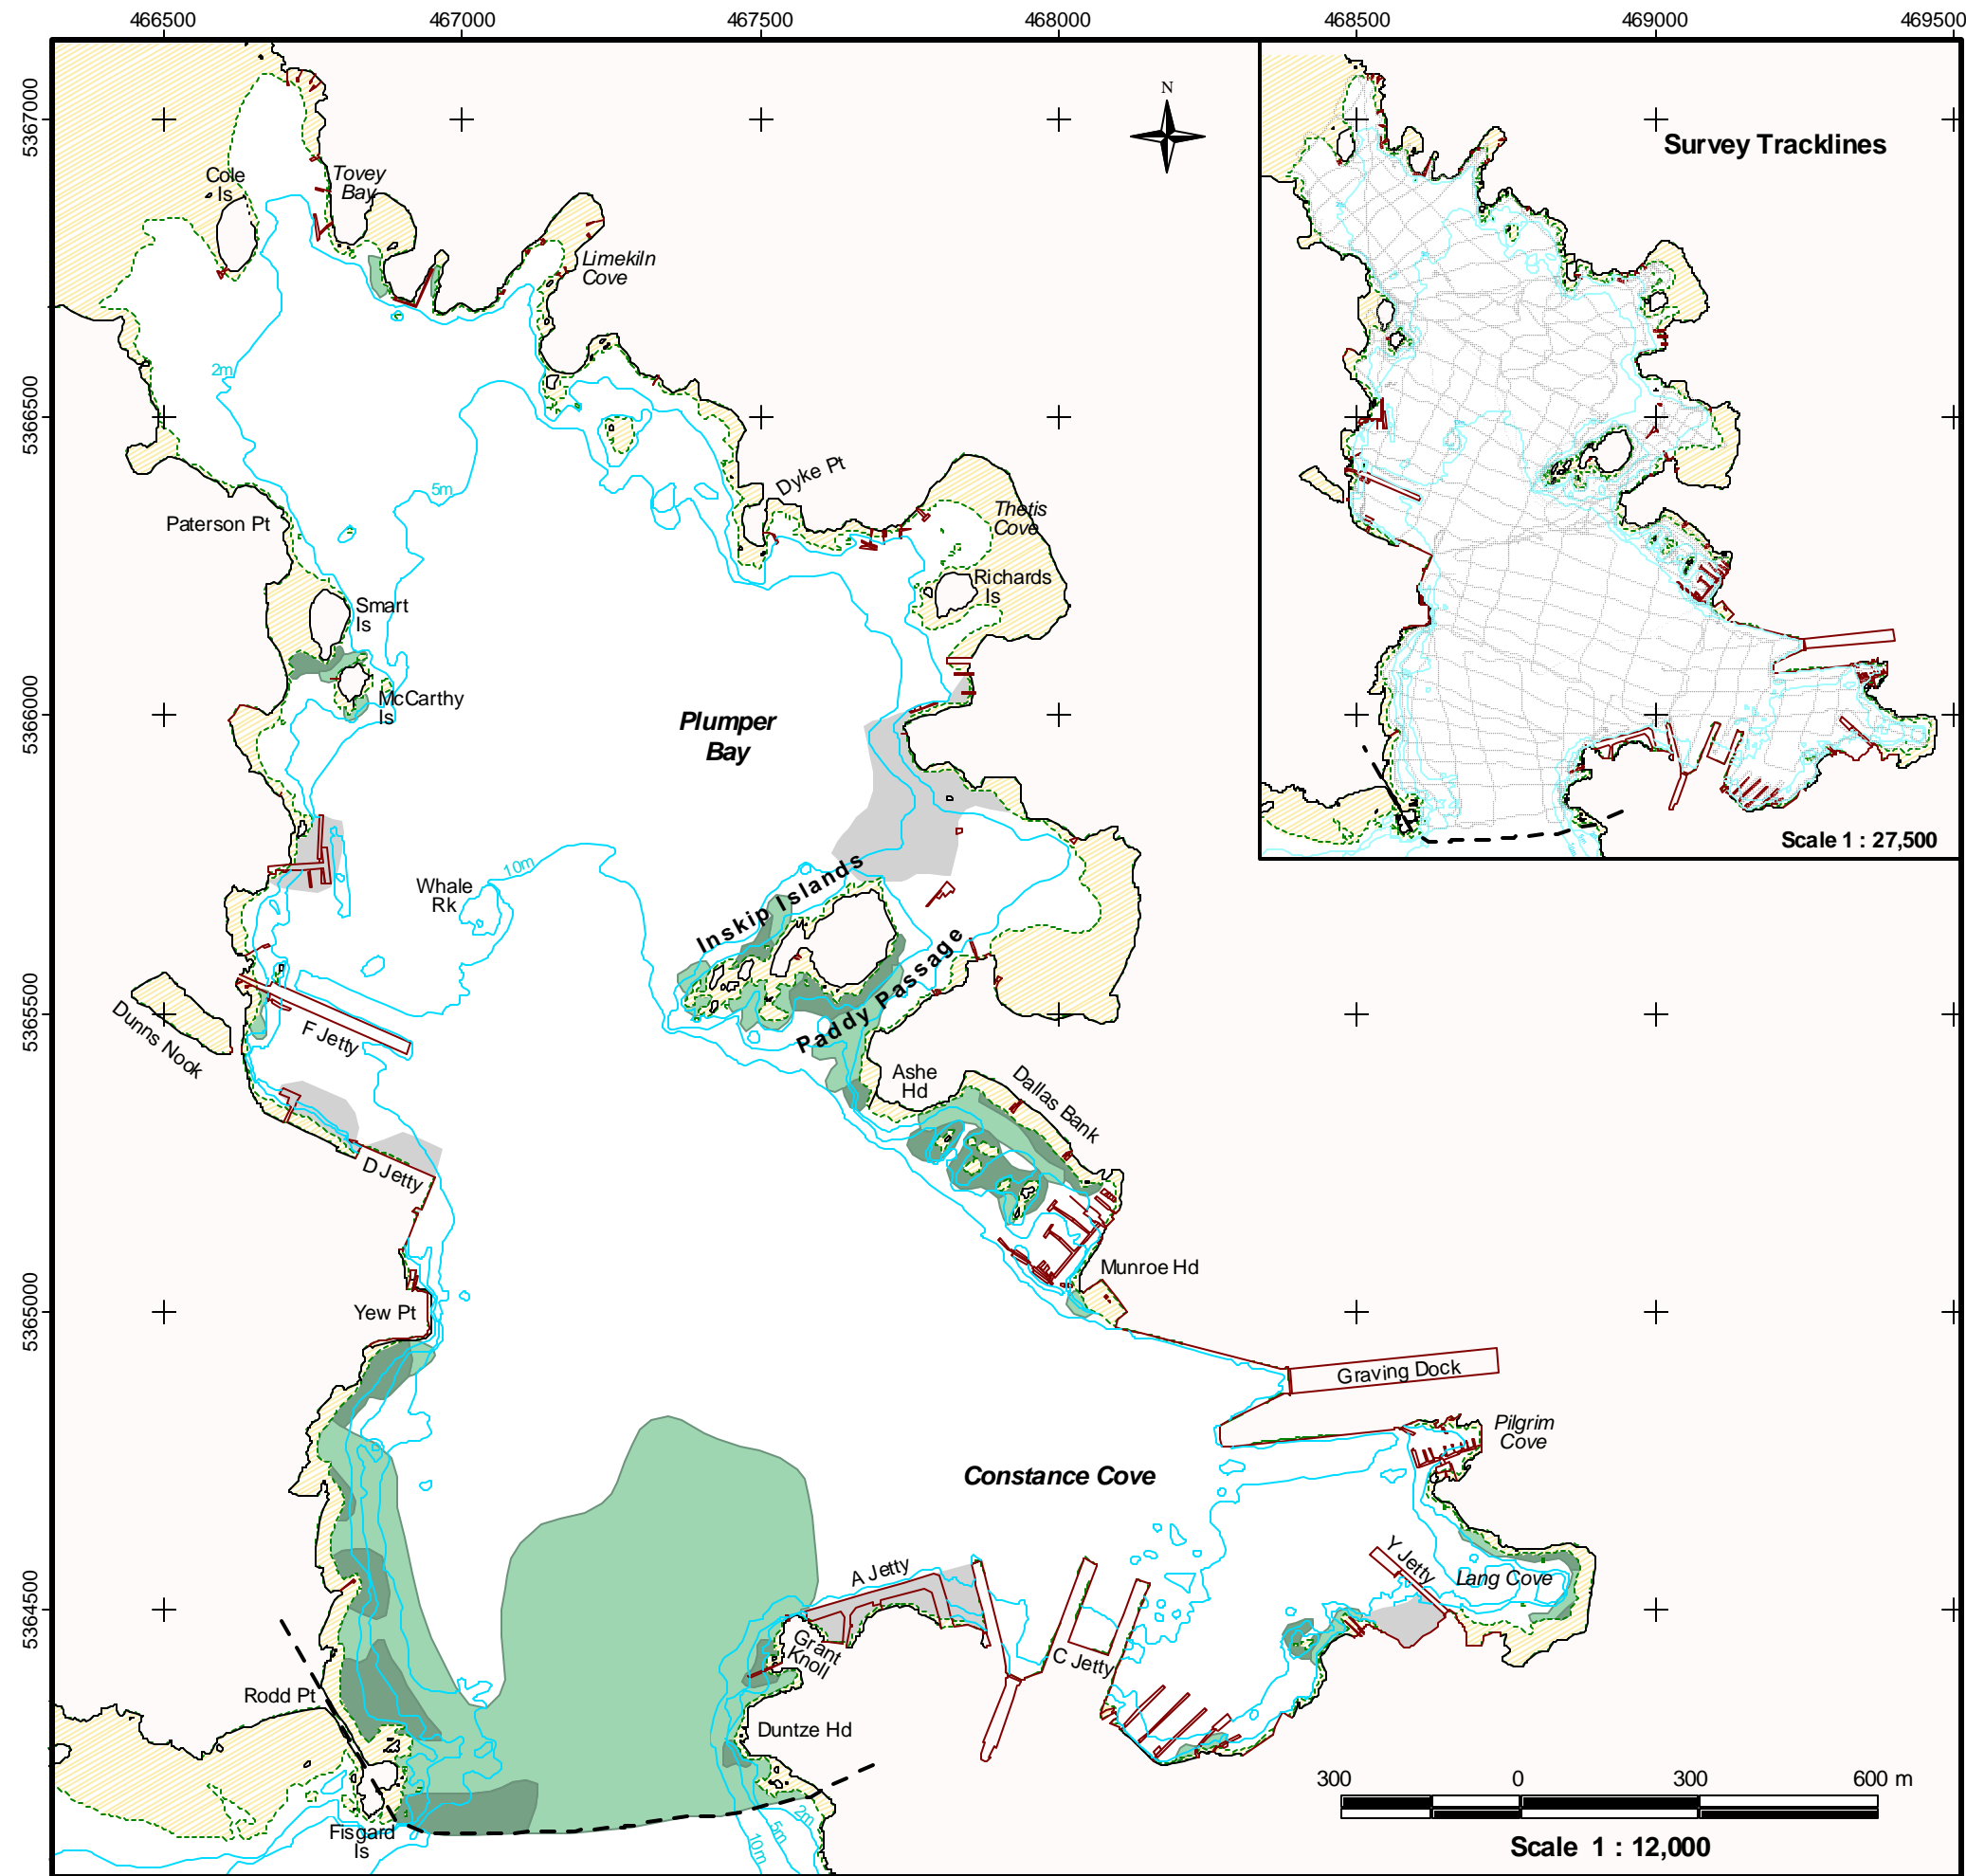 466500
467000
467500
468000
468500
469000
469500
5367000
5366500
5366000
5365500
5365000
5364500
N
Survey Tracklines
Scale 1 : 27,500
Cole
Is
Tovey
Bay
Limekiln
Cove
2m
5m
Paterson Pt
Dyke Pt
Thetis
Cove
Richards
Is
Smart
Is
McCarthy
Is
Plumper
Bay
Whale
Rk
10m
Inskip Islands
Paddy Passage
Dunns Nook
F Jetty
Ashe
Hd
Dallas Bank
D Jetty
Munroe Hd
Yew Pt
Graving Dock
Pilgrim
Cove
Constance Cove
Y Jetty
Lang Cove
A Jetty
Grant
Knoll
C Jetty
Rodd Pt
Duntze Hd
Fisgard
Is
2m
5m
10m
300
0
300
600 m
Scale 1 : 12,000